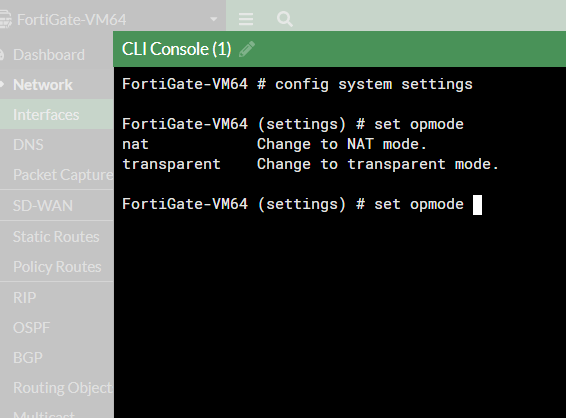 FortiGate-VM64
CLI Console (1)
Dashboard
Network
Interfaces
DNS
Packet Capture
SD-WAN
Static Routes
Policy Routes
RIP
OSPF
BGP
Routing Object
Multicast
FortiGate-VM64 # config system settings
FortiGate-VM64 (settings) # set opmode
nat Change to NAT mode.
transparent Change to transparent mode.
FortiGate-VM64 (settings) # set opmode